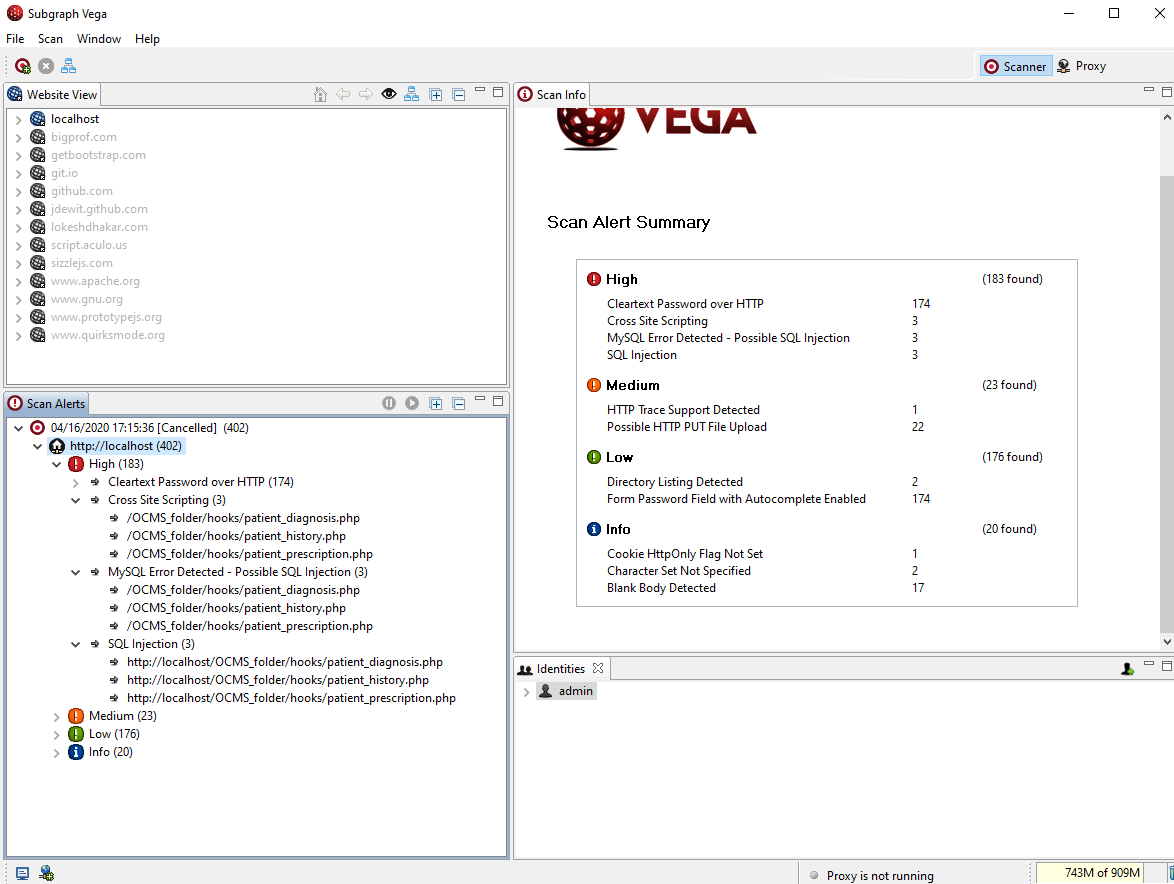 Subgraph Vega
File Scan Window Help
Scanner Proxy
Website View
localhost
bigprof.com
getbootstrap.com
git.io
github.com
jdewit.github.com
lokeshdhakar.com
script.aculo.us
sizzlejs.com
www.apache.org
www.gnu.org
www.prototypejs.org
www.quirksmode.org
Scan Alerts
04/16/2020 17:15:36 [Cancelled] (402)
http://localhost (402)
High (183)
Cleartext Password over HTTP (174)
Cross Site Scripting (3)
/OCMS_folder/hooks/patient_diagnosis.php
/OCMS_folder/hooks/patient_history.php
/OCMS_folder/hooks/patient_prescription.php
MySQL Error Detected - Possible SQL Injection (3)
/OCMS_folder/hooks/patient_diagnosis.php
/OCMS_folder/hooks/patient_history.php
/OCMS_folder/hooks/patient_prescription.php
SQL Injection (3)
http://localhost/OCMS_folder/hooks/patient_diagnosis.php
http://localhost/OCMS_folder/hooks/patient_history.php
http://localhost/OCMS_folder/hooks/patient_prescription.php
Medium (23)
Low (176)
Info (20)
Scan Info
VEGA
Scan Alert Summary
High (183 found)
Cleartext Password over HTTP 174
Cross Site Scripting 3
MySQL Error Detected - Possible SQL Injection 3
SQL Injection 3
Medium (23 found)
HTTP Trace Support Detected 1
Possible HTTP PUT File Upload 22
Low (176 found)
Directory Listing Detected 2
Form Password Field with Autocomplete Enabled 174
Info (20 found)
Cookie HttpOnly Flag Not Set 1
Character Set Not Specified 2
Blank Body Detected 17
Identities
admin
Proxy is not running
743M of 909M